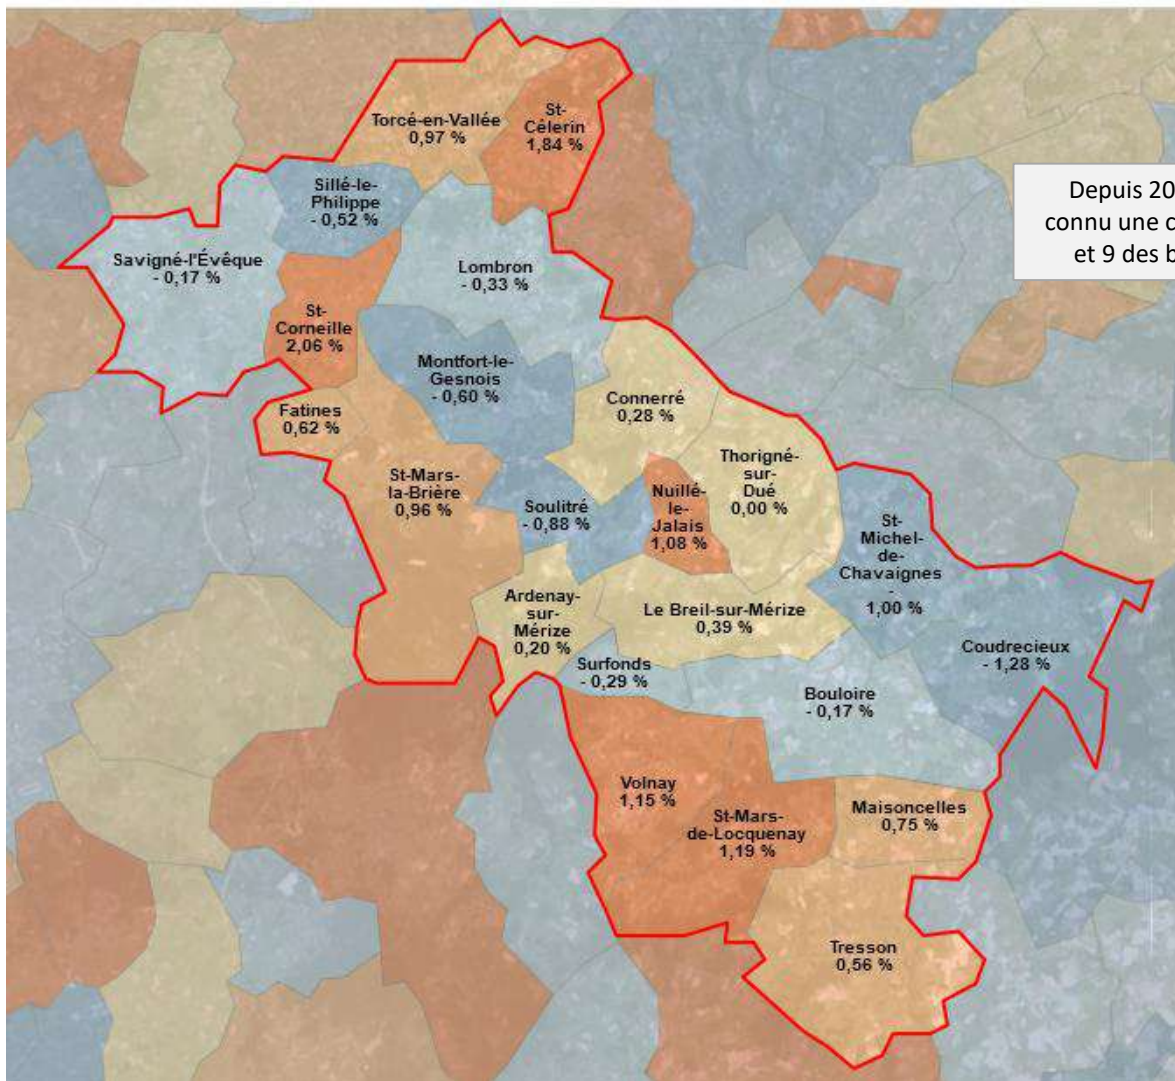 Torcé-en-Vallée
0,97 %
St-
Célerin
1,84 %
Sillé-le-
Philippe
- 0,52 %
Depuis 20
connu une c
et 9 des b
Savigné-l'Évêque
- 0,17 %
Lombron
- 0,33 %
St-
Corneille
2,06 %
Montfort-le-
Gesnois
- 0,60 %
Connerré
0,28 %
Fatines
0,62 %
Thorigné-
sur-
Dué
0,00 %
St-Mars-
la-Brière
0,96 %
Soulitré
- 0,88 %
Nuillé-
le-
Jalais
1,08 %
St-
Michel-
de-
Chavaignes
-
1,00 %
Ardenay-
sur-
Mérize
0,20 %
Le Breil-sur-Mérize
0,39 %
Coudrecieux
- 1,28 %
Surfonds
- 0,29 %
Bouloire
- 0,17 %
Volnay
1,15 %
St-Mars-
de-Locquenay
1,19 %
Maisoncelles
0,75 %
Tresson
0,56 %